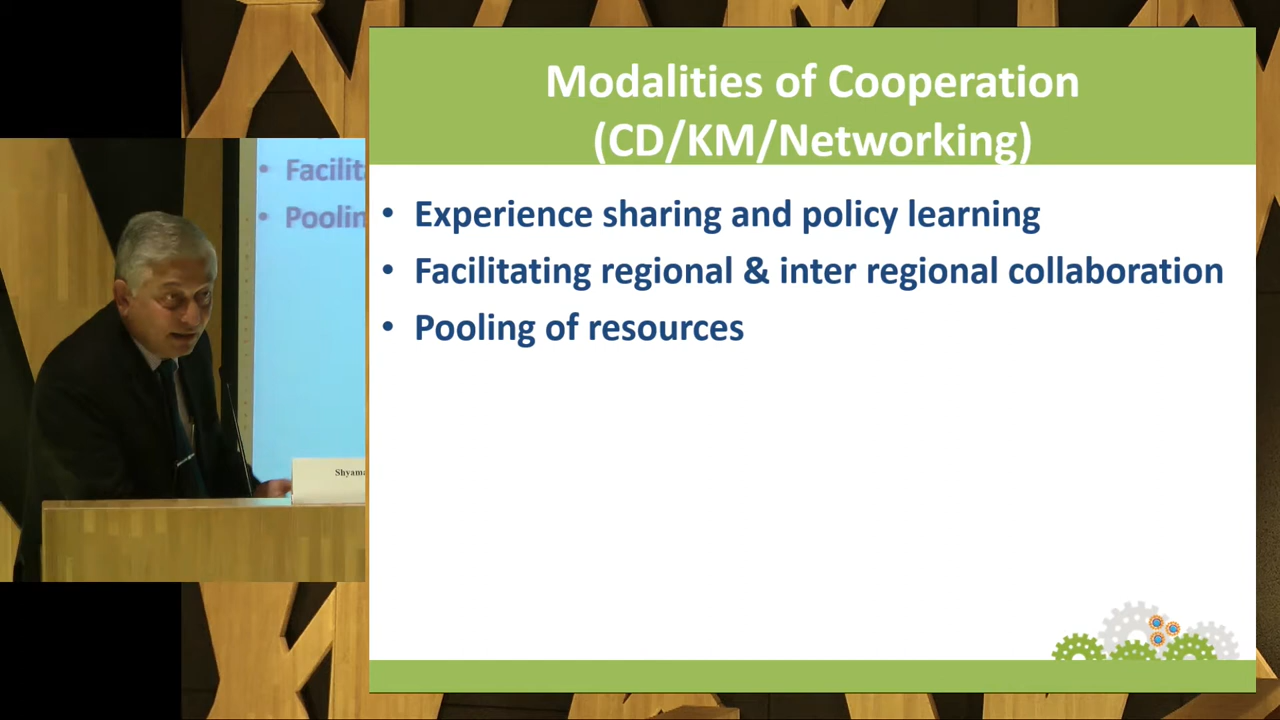 Modalities of Cooperation
(CD/KM/Networking)
• Experience sharing and policy learning
• Facilitating regional & inter regional collaboration
• Pooling of resources
• Facilit
• Poolin
Shyama